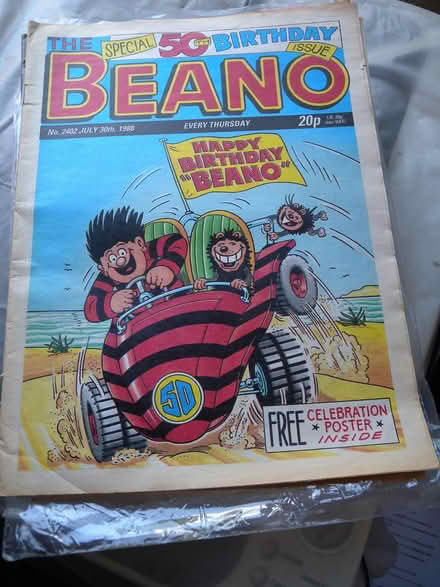 THE SPECIAL 50TH BIRTHDAY ISSUE
BEANO
No. 2402 JULY 30th, 1988 EVERY THURSDAY 20p
HAPPY
BIRTHDAY
"BEANO"
50
FREE CELEBRATION
POSTER
INSIDE